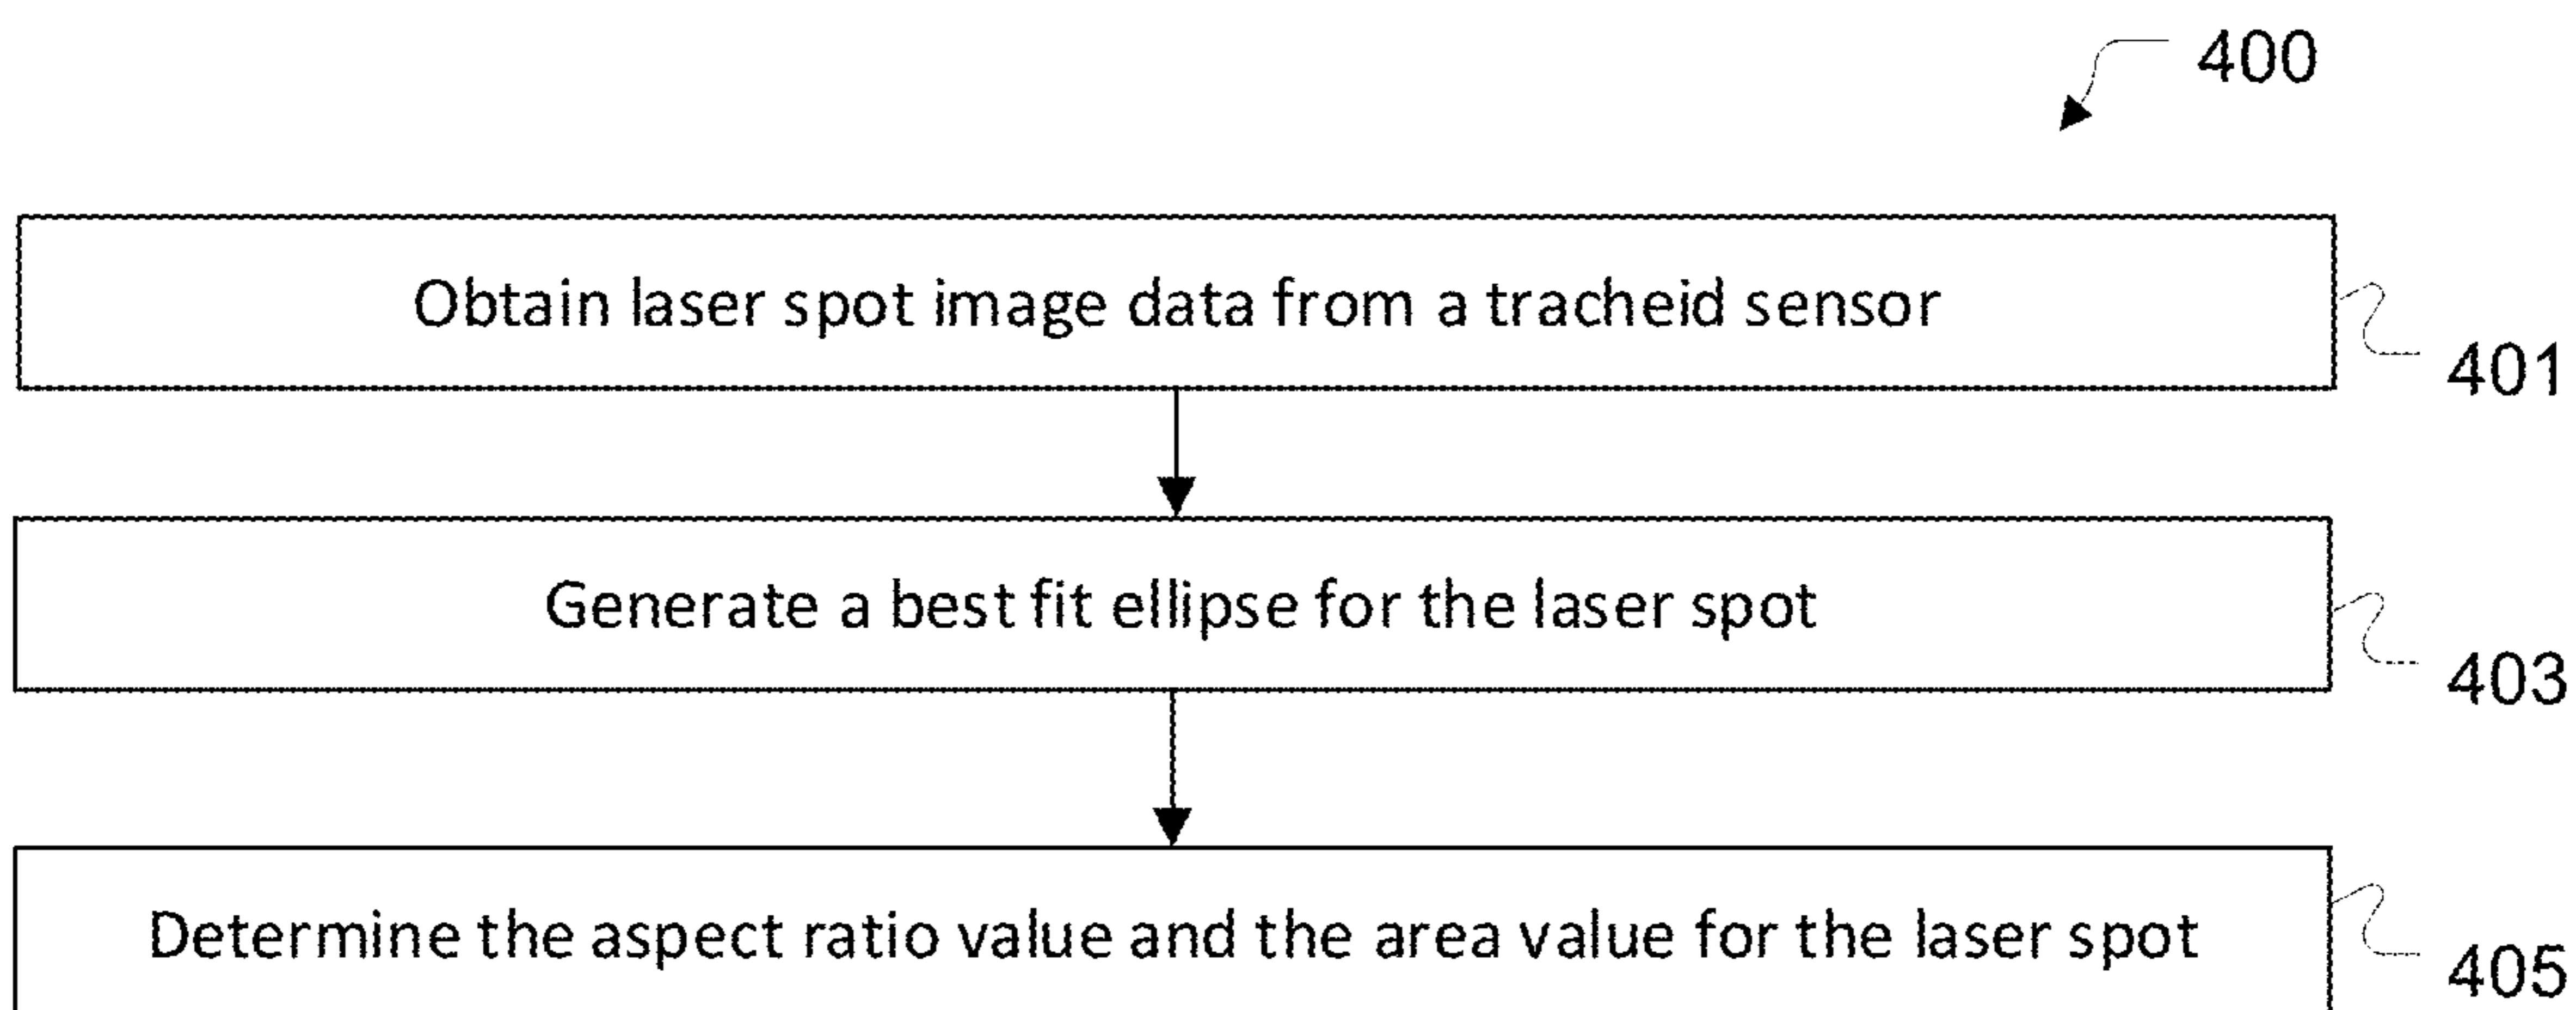 400
Obtain laser spot image data from a tracheid sensor
401
Generate a best fit ellipse for the laser spot
403
Determine the aspect ratio value and the area value for the laser spot
405